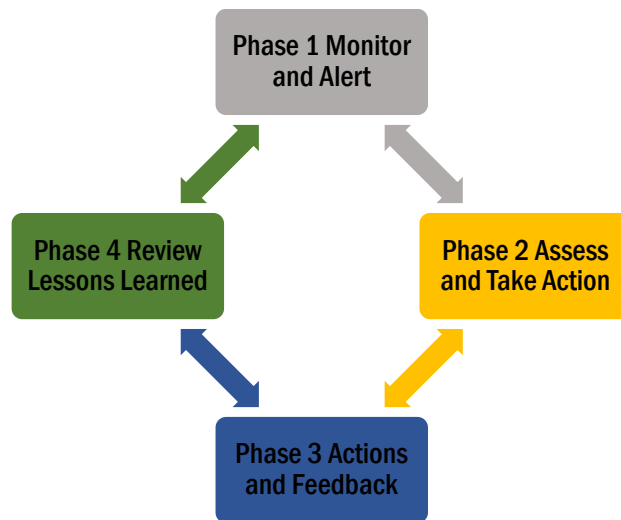 Phase 1 Monitor
and Alert
Phase 2 Assess
and Take Action
Phase 3 Actions
and Feedback
Phase 4 Review
Lessons Learned